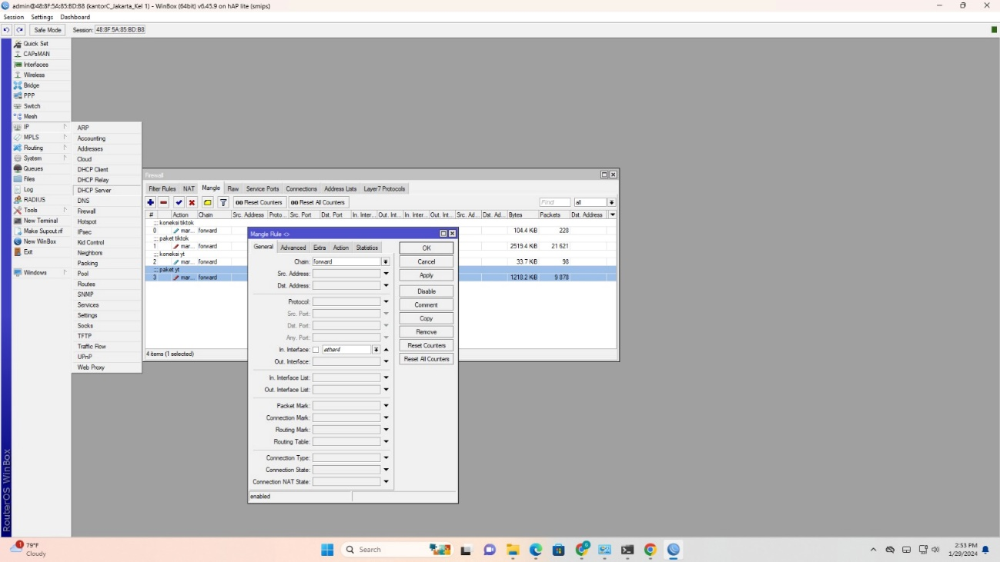 admin@48:8F:5A:85:BD:B8 (kantorC_Jakarta_Kel 1) - WinBox (64bit) v6.45.9 on hAP lite (smips)
Session Settings Dashboard
Safe Mode Session: 48:8F:5A:85:BD:B8
Quick Set
CAPsMAN
Interfaces
Wireless
Bridge
PPP
Switch
Mesh
IP
MPLS
Routing
System
Queues
Files
Log
RADIUS
Tools
New Terminal
Make Supout.rif
New WinBox
Exit
Windows
RouterOS WinBox
ARP
Accounting
Addresses
Cloud
DHCP Client
DHCP Relay
DHCP Server
DNS
Firewall
Hotspot
IPsec
Kid Control
Neighbors
Packing
Pool
Routes
SNMP
Services
Settings
Socks
TFTP
Traffic Flow
UPnP
Web Proxy
Firewall
Filter Rules NAT Mangle Raw Service Ports Connections Address Lists Layer7 Protocols
00 Reset Counters 00 Reset All Counters Find all
# Action Chain Src. Address Proto... Src. Port Dst. Port In. Inter... Out. Int... In. Inter... Out. Int... Src. Ad... Dst. Ad... Bytes Packets Dst. Address
;;; koneksi tiktok
0 mar... forward 104.4 KiB 228
;;; paket tiktok
1 mar... forward 2519.4 KiB 21 621
;;; koneksi yt
2 mar... forward 33.7 KiB 98
;;; paket yt
3 mar... forward 1218.2 KiB 9 878
4 items (1 selected)
Mangle Rule <>
General Advanced Extra Action Statistics
Chain: forward
Src. Address:
Dst. Address:
Protocol:
Src. Port:
Dst. Port:
Any. Port:
In. Interface: ether4
Out. Interface:
In. Interface List:
Out. Interface List:
Packet Mark:
Connection Mark:
Routing Mark:
Routing Table:
Connection Type:
Connection State:
Connection NAT State:
enabled
OK
Cancel
Apply
Disable
Comment
Copy
Remove
Reset Counters
Reset All Counters
1
79°F
Cloudy
Search
2:33 PM
1/29/2024